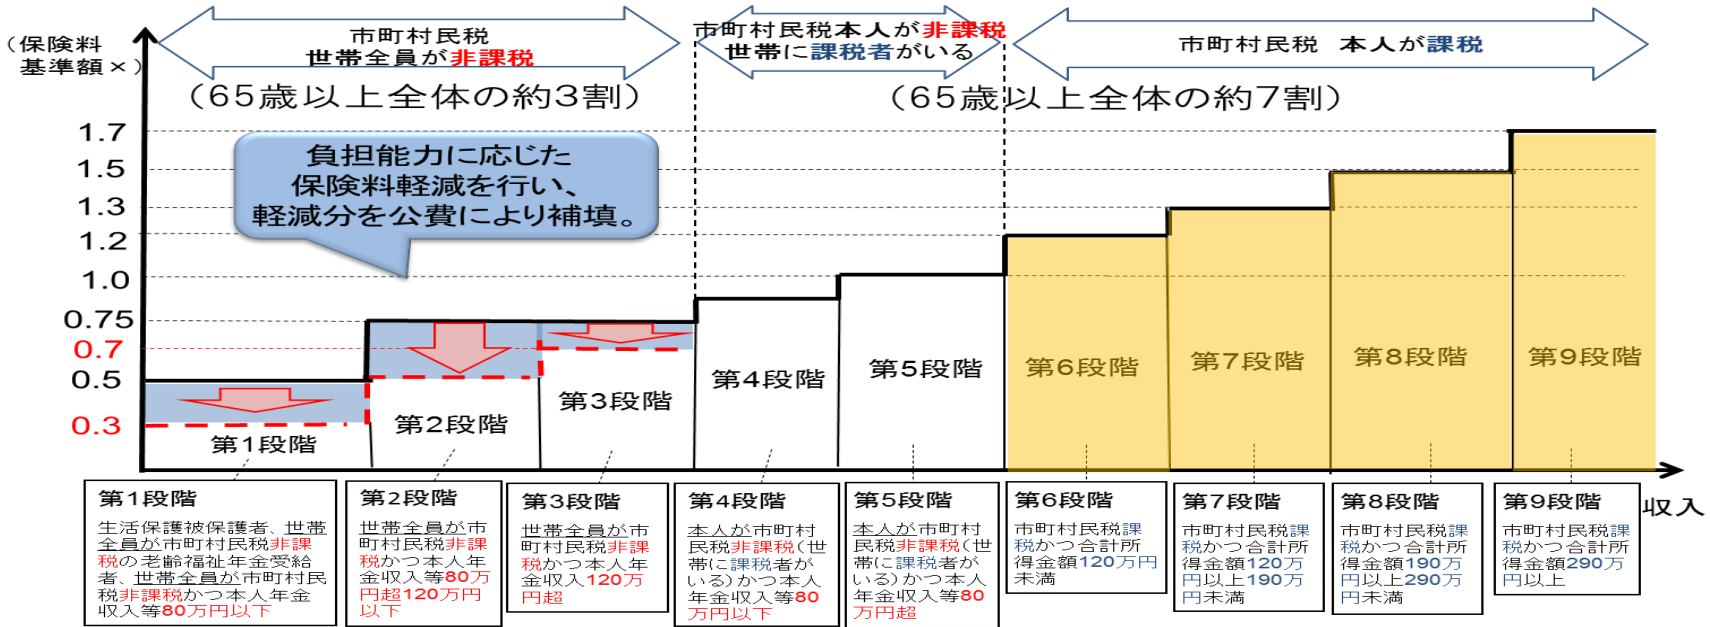 （保険料
基準額×）
市町村民税
世帯全員が非課税
市町村民税本人が非課税
世帯に課税者がいる
市町村民税 本人が課税
（65歳以上全体の約3割）
（65歳以上全体の約7割）
負担能力に応じた
保険料軽減を行い、
軽減分を公費により補填。
1.7
1.5
1.3
1.2
1.0
0.75
0.7
0.5
0.3
第1段階
第2段階
第3段階
第4段階
第5段階
第6段階
第7段階
第8段階
第9段階
収入
第1段階
生活保護被保護者、世帯
全員が市町村民税非課
税の老齢福祉年金受給
者、世帯全員が市町村民
税非課税かつ本人年金
収入等80万円以下
第2段階
世帯全員が市
町村民税非課
税かつ本人年
金収入等80万
円超120万円
以下
第3段階
世帯全員が市
町村民税非課
税かつ本人年
金収入120万
円超
第4段階
本人が市町村
民税非課税（世
帯に課税者が
いる）かつ本人
年金収入等80
万円以下
第5段階
本人が市町村
民税非課税（世
帯に課税者が
いる）かつ本人
年金収入等80
万円超
第6段階
市町村民税課
税かつ合計所
得金額120万円
未満
第7段階
市町村民税課
税かつ合計所
得金額120万
円以上190万
円未満
第8段階
市町村民税課
税かつ合計所
得金額190万
円以上290万
円未満
第9段階
市町村民税課
税かつ合計所
得金額290万
円以上